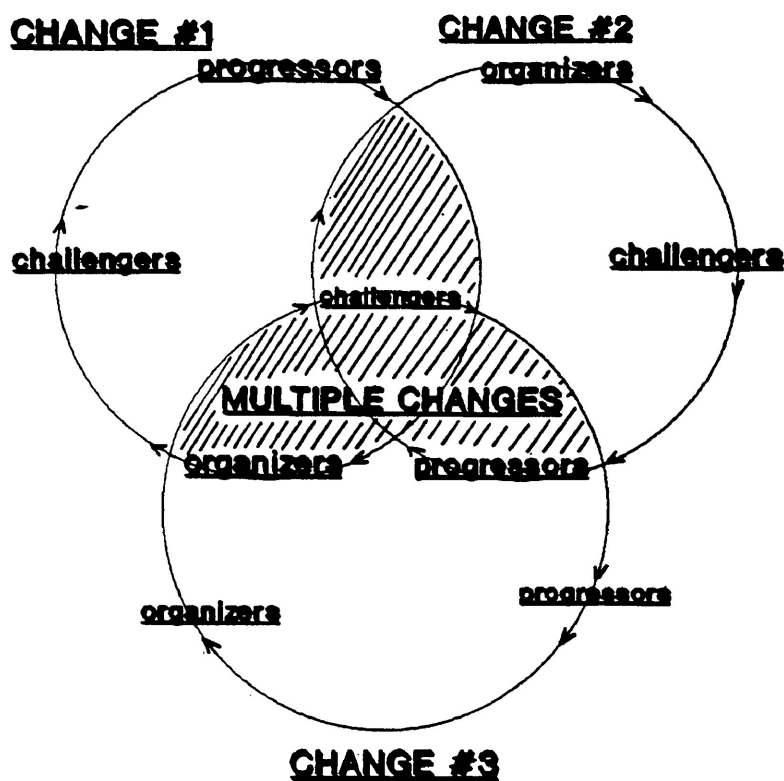 CHANGE #1
CHANGE #2
progressors
organizers
challengers
challengers
challengers
MULTIPLE CHANGES
organizers
progressors
organizers
progressors
CHANGE #3